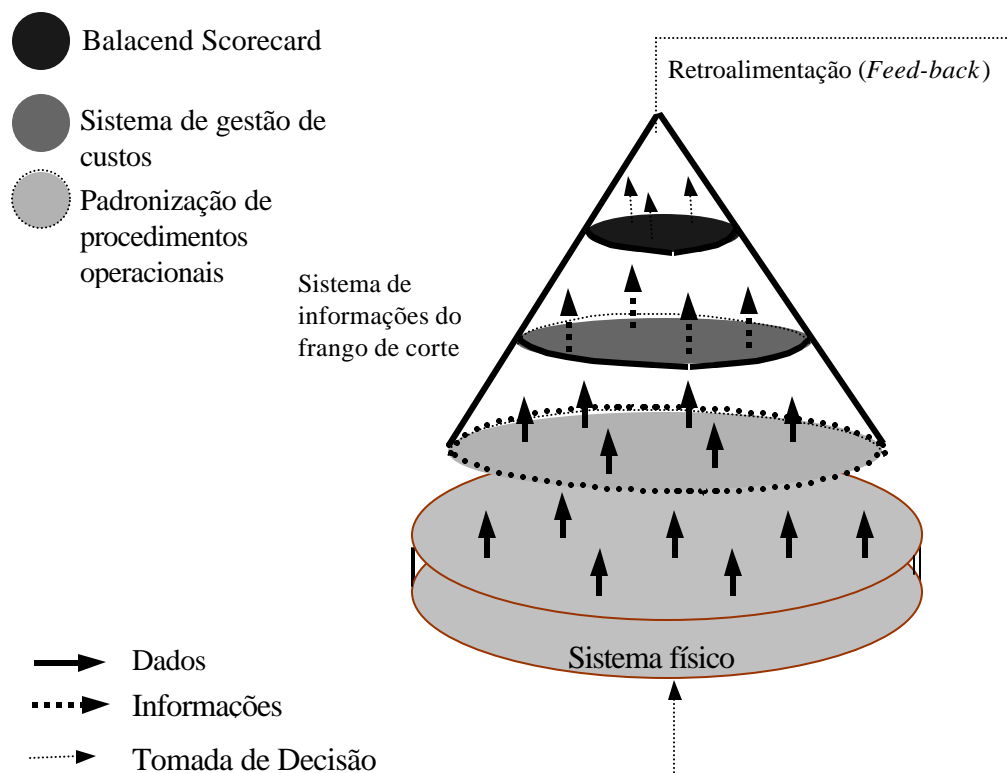 Balacend Scorecard
Retroalimentação (Feed-back)
Sistema de gestão de
custos
Padronização de
procedimentos
operacionais
Sistema de
informações do
frango de corte
Sistema físico
Dados
Informações
Tomada de Decisão